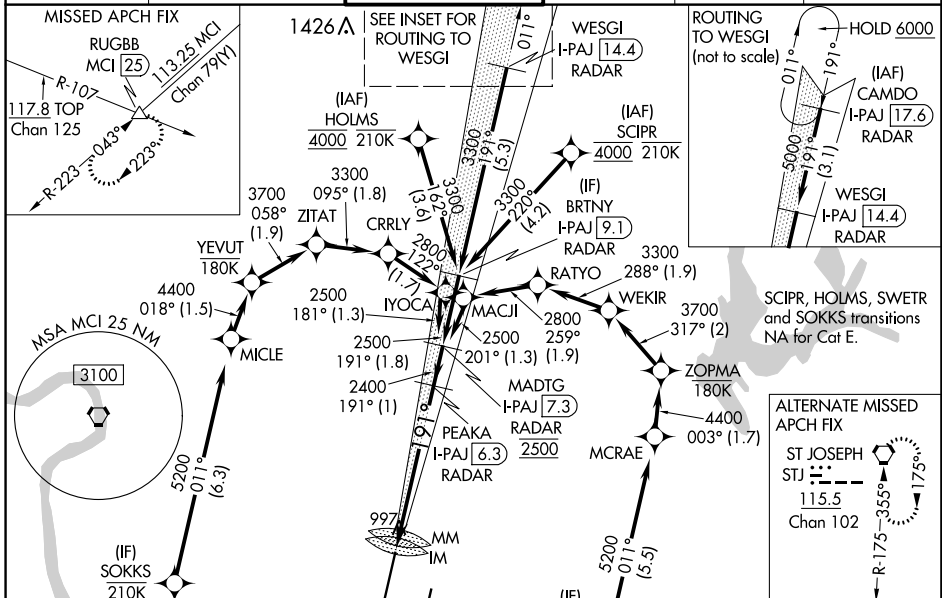 MISSED APCH FIX
RUGBB
MCI 25
113.25 MCI
Chan 79(Y)
R-107
117.8 TOP
Chan 125
R-223
043°
223°
1426
SEE INSET FOR
ROUTING TO
WESGI
011°
WESGI
I-PAJ 14.4
RADAR
ROUTING
TO WESGI
(not to scale)
HOLD 6000
011°
191°
(IAF)
CAMDO
I-PAJ 17.6
RADAR
5000
191°
(3.1)
WESGI
I-PAJ 14.4
RADAR
(IAF)
HOLMS
4000 210K
(IAF)
SCIPR
4000 210K
3300
191°
(5.3)
3300
162°
(3.6)
3300
220°
(4.2)
(IF)
BRTNY
I-PAJ 9.1
RADAR
3700
058°
(1.9)
ZITAT
3300
095° (1.8)
CRRLY
2800
122°
(1.7)
YEVUT
180K
4400
018° (1.5)
MICLE
IYOCA
MACJI
RATYO
3300
288° (1.9)
WEKIR
2500
181° (1.3)
2500
191° (1.8)
2400
191° (1)
2500
201° (1.3)
2800
259°
(1.9)
3700
317° (2)
ZOPMA
180K
SCIPR, HOLMS, SWETR
and SOKKS transitions
NA for Cat E.
MSA MCI 25 NM
3100
MADTG
I-PAJ 7.3
RADAR
2500
PEAKA
I-PAJ 6.3
RADAR
191°
4400
003° (1.7)
MCRAE
ALTERNATE MISSED
APCH FIX
ST JOSEPH
STJ
115.5
Chan 102
175°
R-175
355°
5200
011°
(6.3)
997
MM
IM
5200
011°
(5.5)
(IF)
SOKKS
210K
(IF)